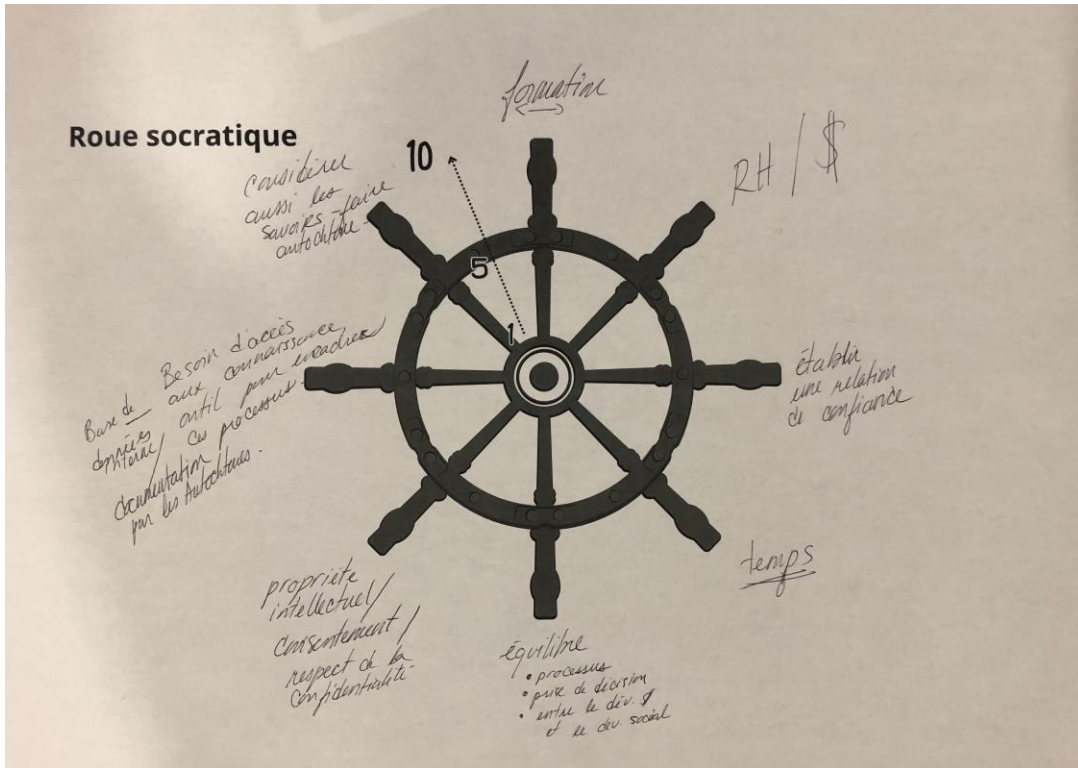 Roue socratique
formation
RH / $
10
5
1
considérer
aussi les
savoirs-faire
autochtone
établir
une relation
de confiance
Besoin d'accès
aux connaissance
outil pour encadrer
ces processus
Base de
données
interne/
documentation
par les Autochtones.
temps
propriété
intellectuel/
consentement /
respect de la
confidentialité
équilibre
• processus
• prise de décision
• entre le dév. $
et le dév. social